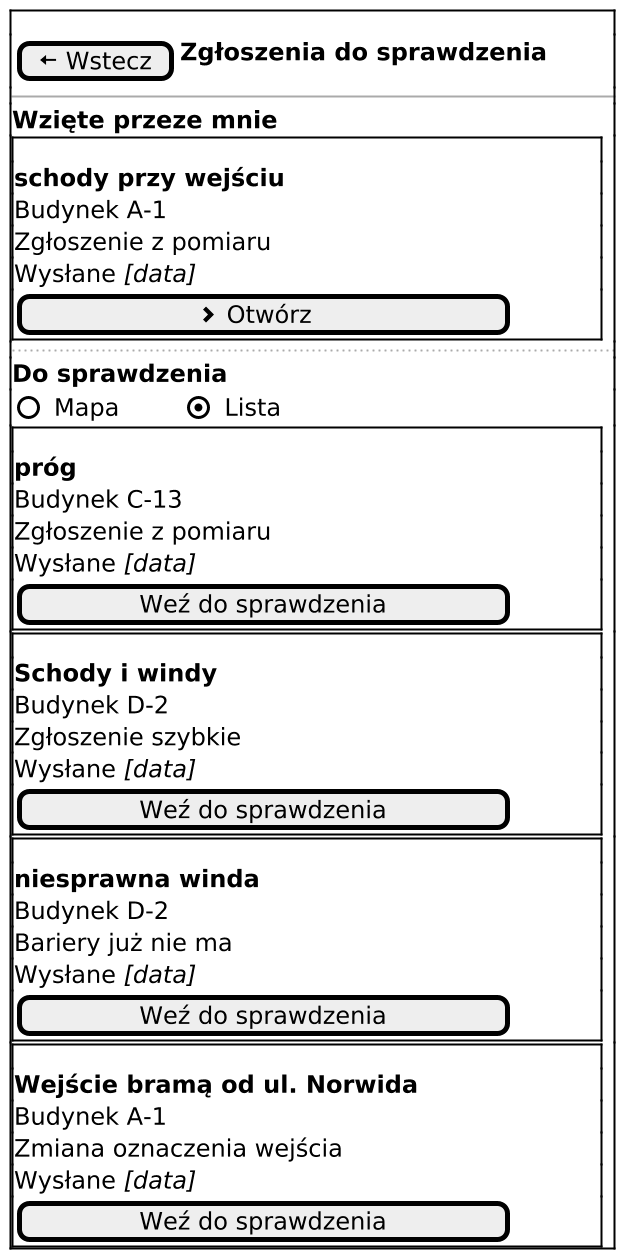 ← Wstecz Zgłoszenia do sprawdzenia
Wzięte przeze mnie
schody przy wejściu
Budynek A-1
Zgłoszenie z pomiaru
Wysłane [data]
Otwórz
Do sprawdzenia
Mapa Lista
próg
Budynek C-13
Zgłoszenie z pomiaru
Wysłane [data]
Weź do sprawdzenia
Schody i windy
Budynek D-2
Zgłoszenie szybkie
Wysłane [data]
Weź do sprawdzenia
niesprawna winda
Budynek D-2
Bariery już nie ma
Wysłane [data]
Weź do sprawdzenia
Wejście bramą od ul. Norwida
Budynek A-1
Zmiana oznaczenia wejścia
Wysłane [data]
Weź do sprawdzenia